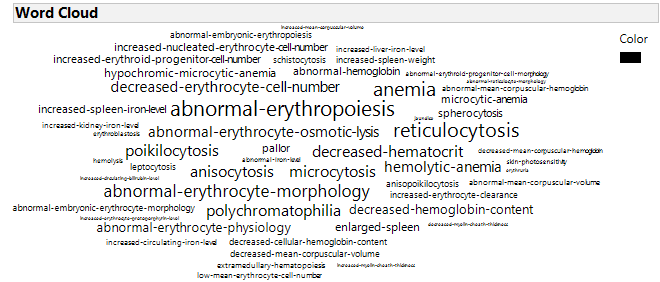 Word Cloud
increased-mean-corpuscular-volume
abnormal-embryonic-erythropoiesis
Color
increased-nucleated-erythrocyte-cell-number
increased-liver-iron-level
increased-erythroid-progenitor-cell-number
schistocytosis
increased-spleen-weight
hypochromic-microcytic-anemia
abnormal-hemoglobin
abnormal-erythroid-progenitor-cell-morphology
abnormal-reticulocyte-morphology
decreased-erythrocyte-cell-number
anemia
abnormal-mean-corpuscular-hemoglobin
microcytic-anemia
increased-spleen-iron-level
abnormal-erythropoiesis
spherocytosis
jaundice
increased-kidney-iron-level
erythroblastosis
abnormal-erythrocyte-osmotic-lysis
reticulocytosis
poikilocytosis
pallor
decreased-hematocrit
decreased-mean-corpuscular-hemoglobin
hemolysis
abnormal-iron-level
skin-photosensitivity
leptocytosis
anisocytosis
microcytosis
hemolytic-anemia
erythruria
increased-circulating-bilirubin-level
anisopoikilocytosis
abnormal-mean-corpuscular-volume
abnormal-erythrocyte-morphology
increased-erythrocyte-clearance
abnormal-embryonic-erythrocyte-morphology
polychromatophilia
decreased-hemoglobin-content
increased-erythrocyte-protoporphyrin-level
abnormal-erythrocyte-physiology
enlarged-spleen
decreased-myelin-sheath-thickness
increased-circulating-iron-level
decreased-cellular-hemoglobin-content
decreased-mean-corpuscular-volume
extramedullary-hematopoiesis
increased-myelin-sheath-thickness
low-mean-erythrocyte-cell-number